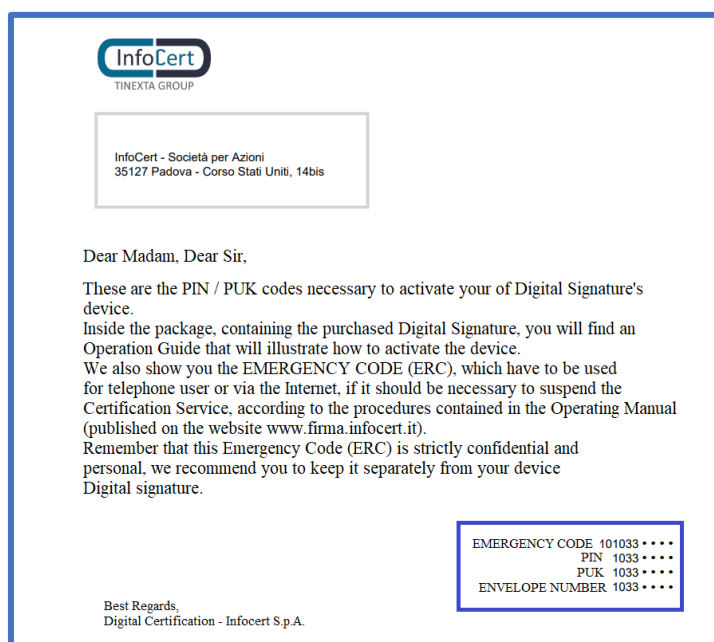 InfoCert
TINEXTA GROUP
InfoCert - Società per Azioni
35127 Padova - Corso Stati Uniti, 14bis
Dear Madam, Dear Sir,
These are the PIN / PUK codes necessary to activate your of Digital Signature's
device.
Inside the package, containing the purchased Digital Signature, you will find an
Operation Guide that will illustrate how to activate the device.
We also show you the EMERGENCY CODE (ERC), which have to be used
for telephone user or via the Internet, if it should be necessary to suspend the
Certification Service, according to the procedures contained in the Operating Manual
(published on the website www.firma.infocert.it).
Remember that this Emergency Code (ERC) is strictly confidential and
personal, we recommend you to keep it separately from your device
Digital signature.
EMERGENCY CODE 101033 • • • •
PIN 1033 • • • •
PUK 1033 • • • •
ENVELOPE NUMBER 1033 • • • •
Best Regards,
Digital Certification - Infocert S.p.A.